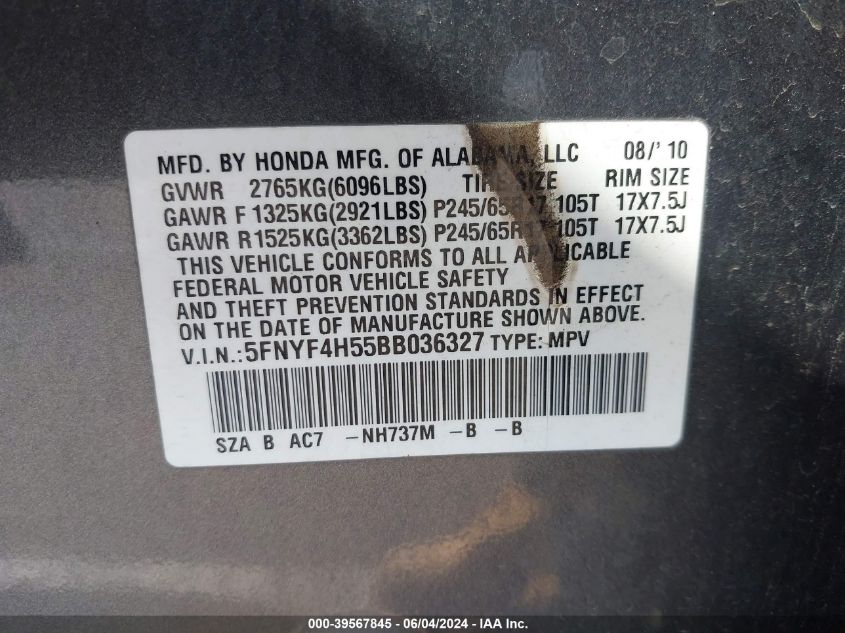 MFD. BY HONDA MFG. OF ALABAMA, LLC 08/' 10
GVWR 2765KG(6096LBS) TIRE SIZE RIM SIZE
GAWR F 1325KG(2921LBS) P245/65R17 105T 17X7.5J
GAWR R1525KG(3362LBS) P245/65R17 105T 17X7.5J
THIS VEHICLE CONFORMS TO ALL APPLICABLE
FEDERAL MOTOR VEHICLE SAFETY
AND THEFT PREVENTION STANDARDS IN EFFECT
ON THE DATE OF MANUFACTURE SHOWN ABOVE.
V.I.N.:5FNYF4H55BB036327 TYPE: MPV
SZA B AC7 -NH737M -B -B
000-39567845 - 06/04/2024 - IAA Inc.